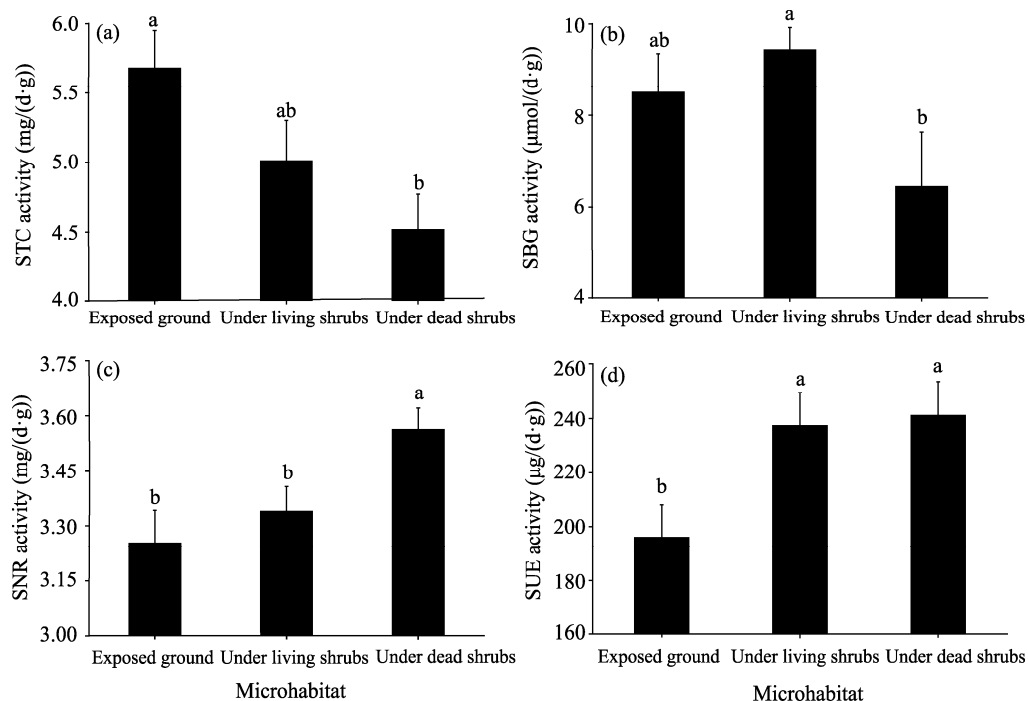 (a)
STC activity (mg/(d·g))
6.0
5.5
5.0
4.5
4.0
a
ab
b
Exposed ground Under living shrubs Under dead shrubs
(b)
SBG activity (μmol/(d·g))
10
8
6
4
ab
a
b
Exposed ground Under living shrubs Under dead shrubs
(c)
SNR activity (mg/(d·g))
3.75
3.60
3.45
3.30
3.15
3.00
b
b
a
Exposed ground Under living shrubs Under dead shrubs
Microhabitat
(d)
SUE activity (μg/(d·g))
260
240
220
200
180
160
b
a
a
Exposed ground Under living shrubs Under dead shrubs
Microhabitat